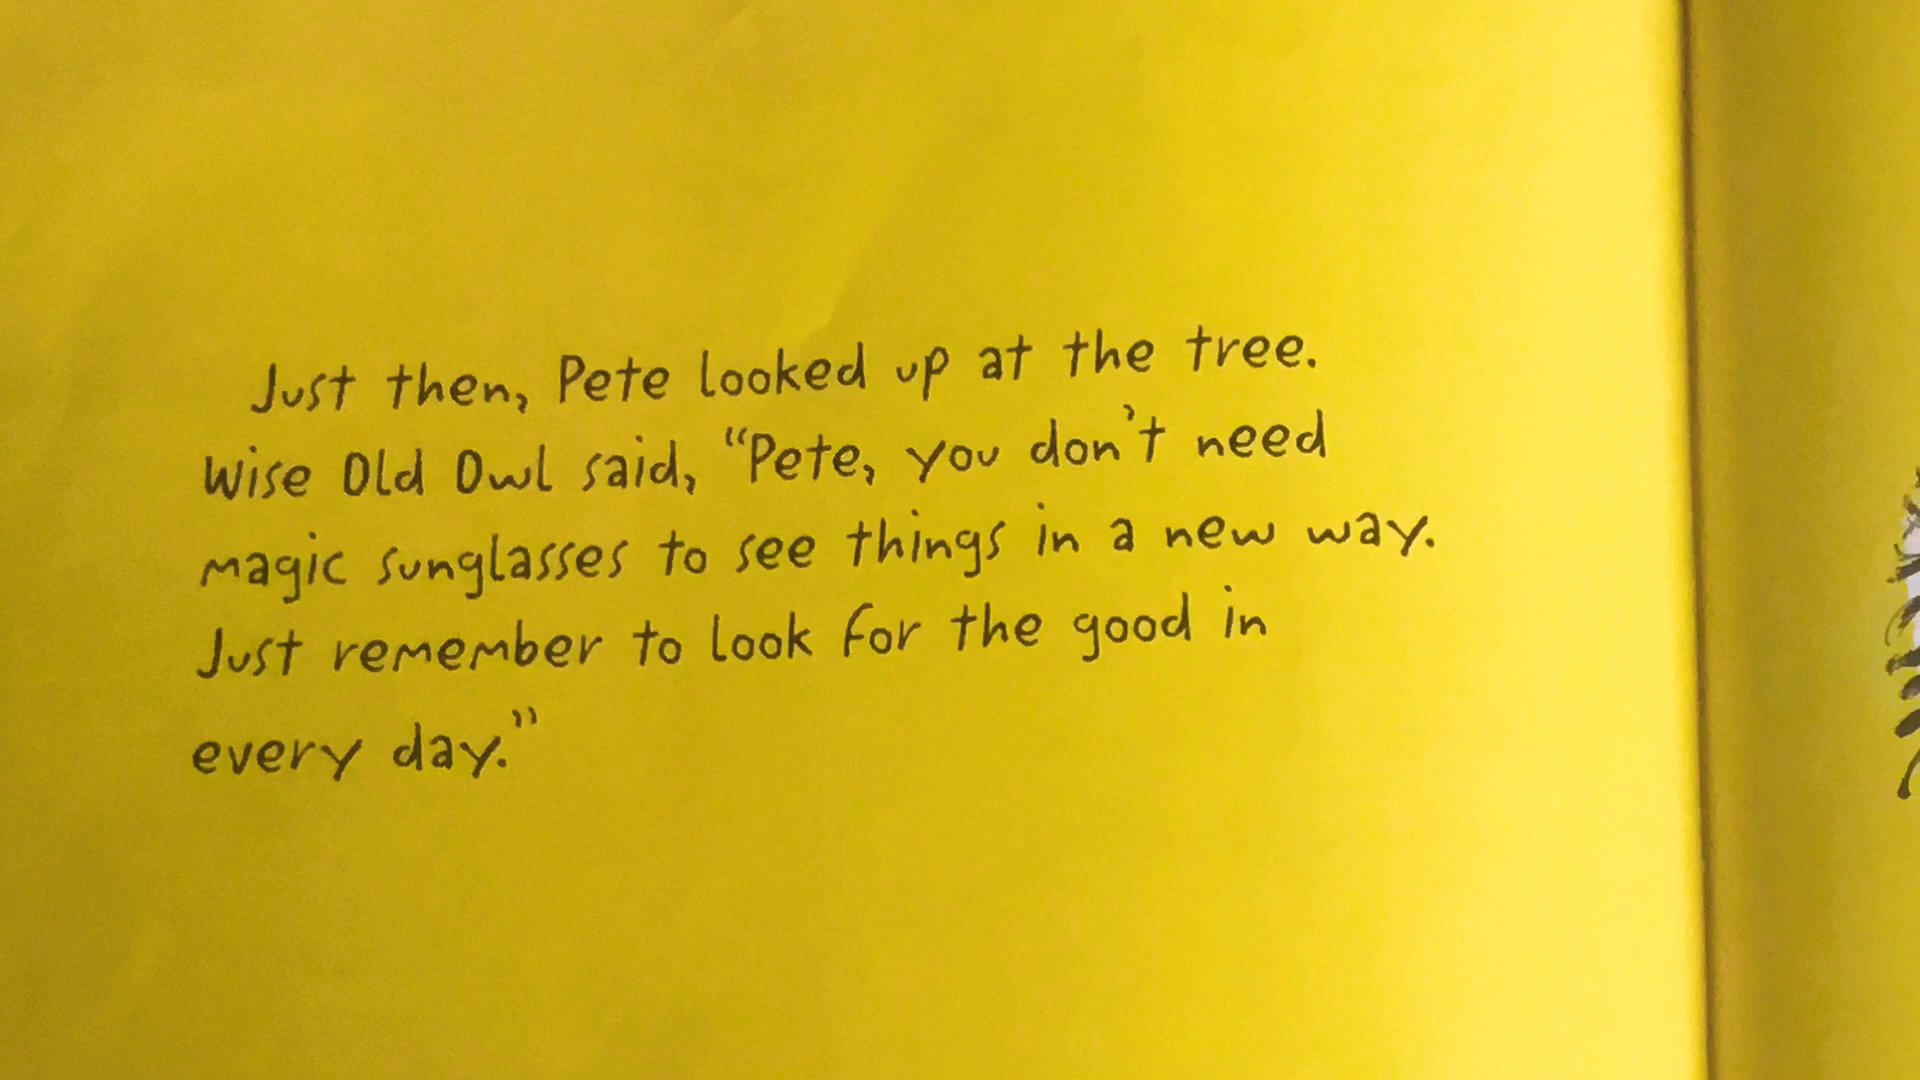 Just then, Pete looked up at the tree.
Wise Old Owl said, “Pete, you don't need
magic sunglasses to see things in a new way.
Just remember to look for the good in
every day.”